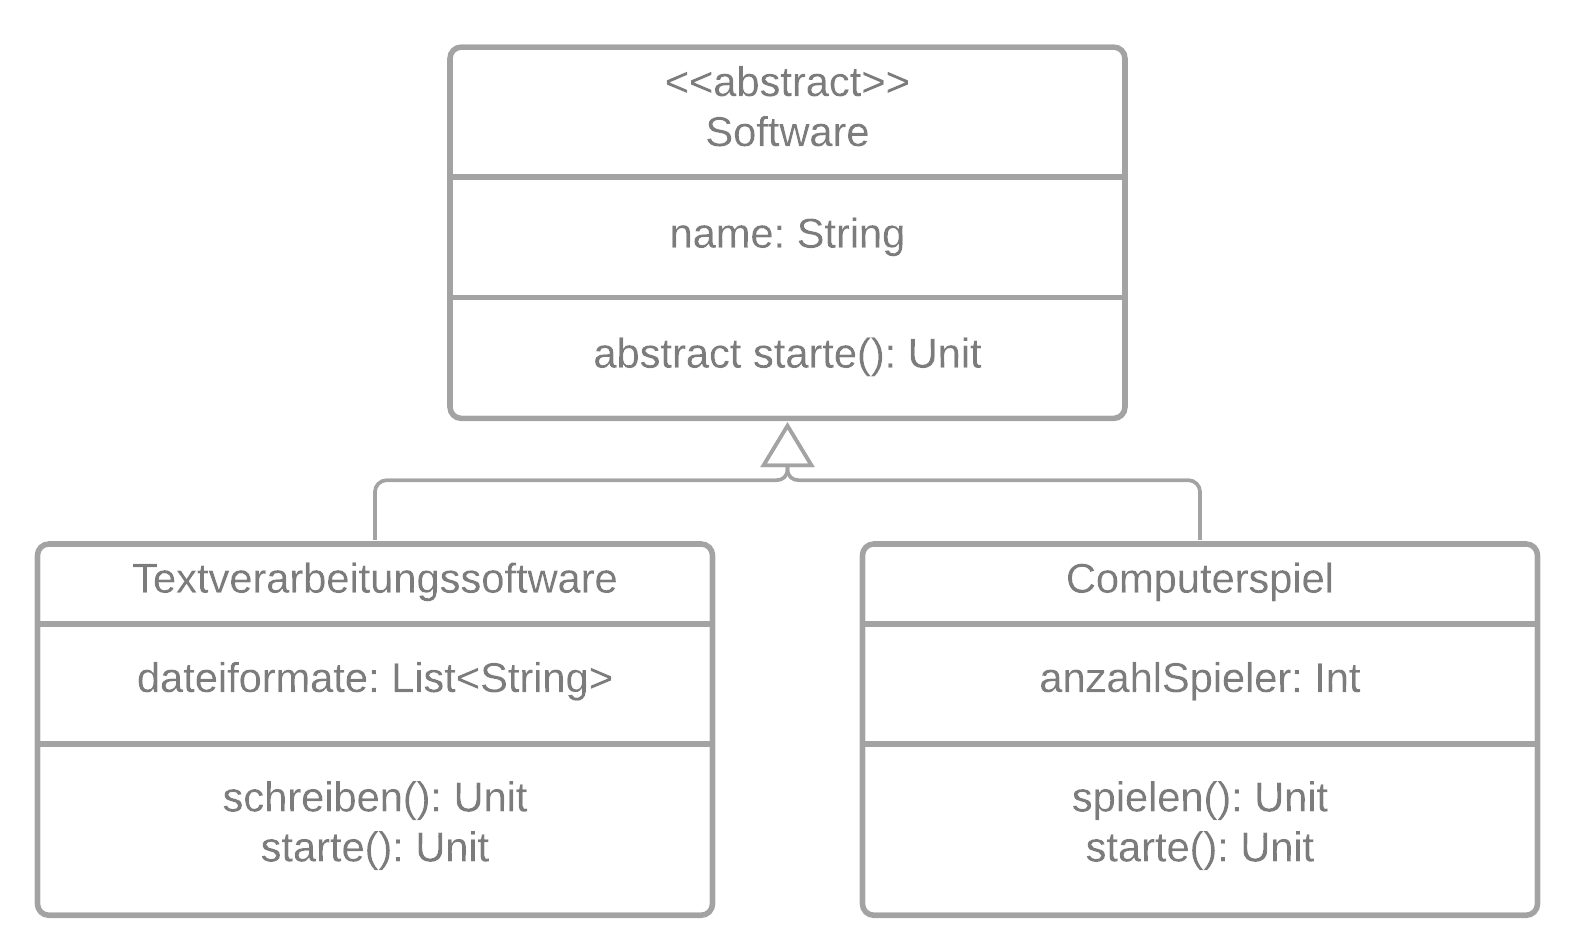 <<abstract>>
Software
name: String
abstract starte(): Unit
Textverarbeitungssoftware
dateiformate: List<String>
schreiben(): Unit
starte(): Unit
Computerspiel
anzahlSpieler: Int
spielen(): Unit
starte(): Unit